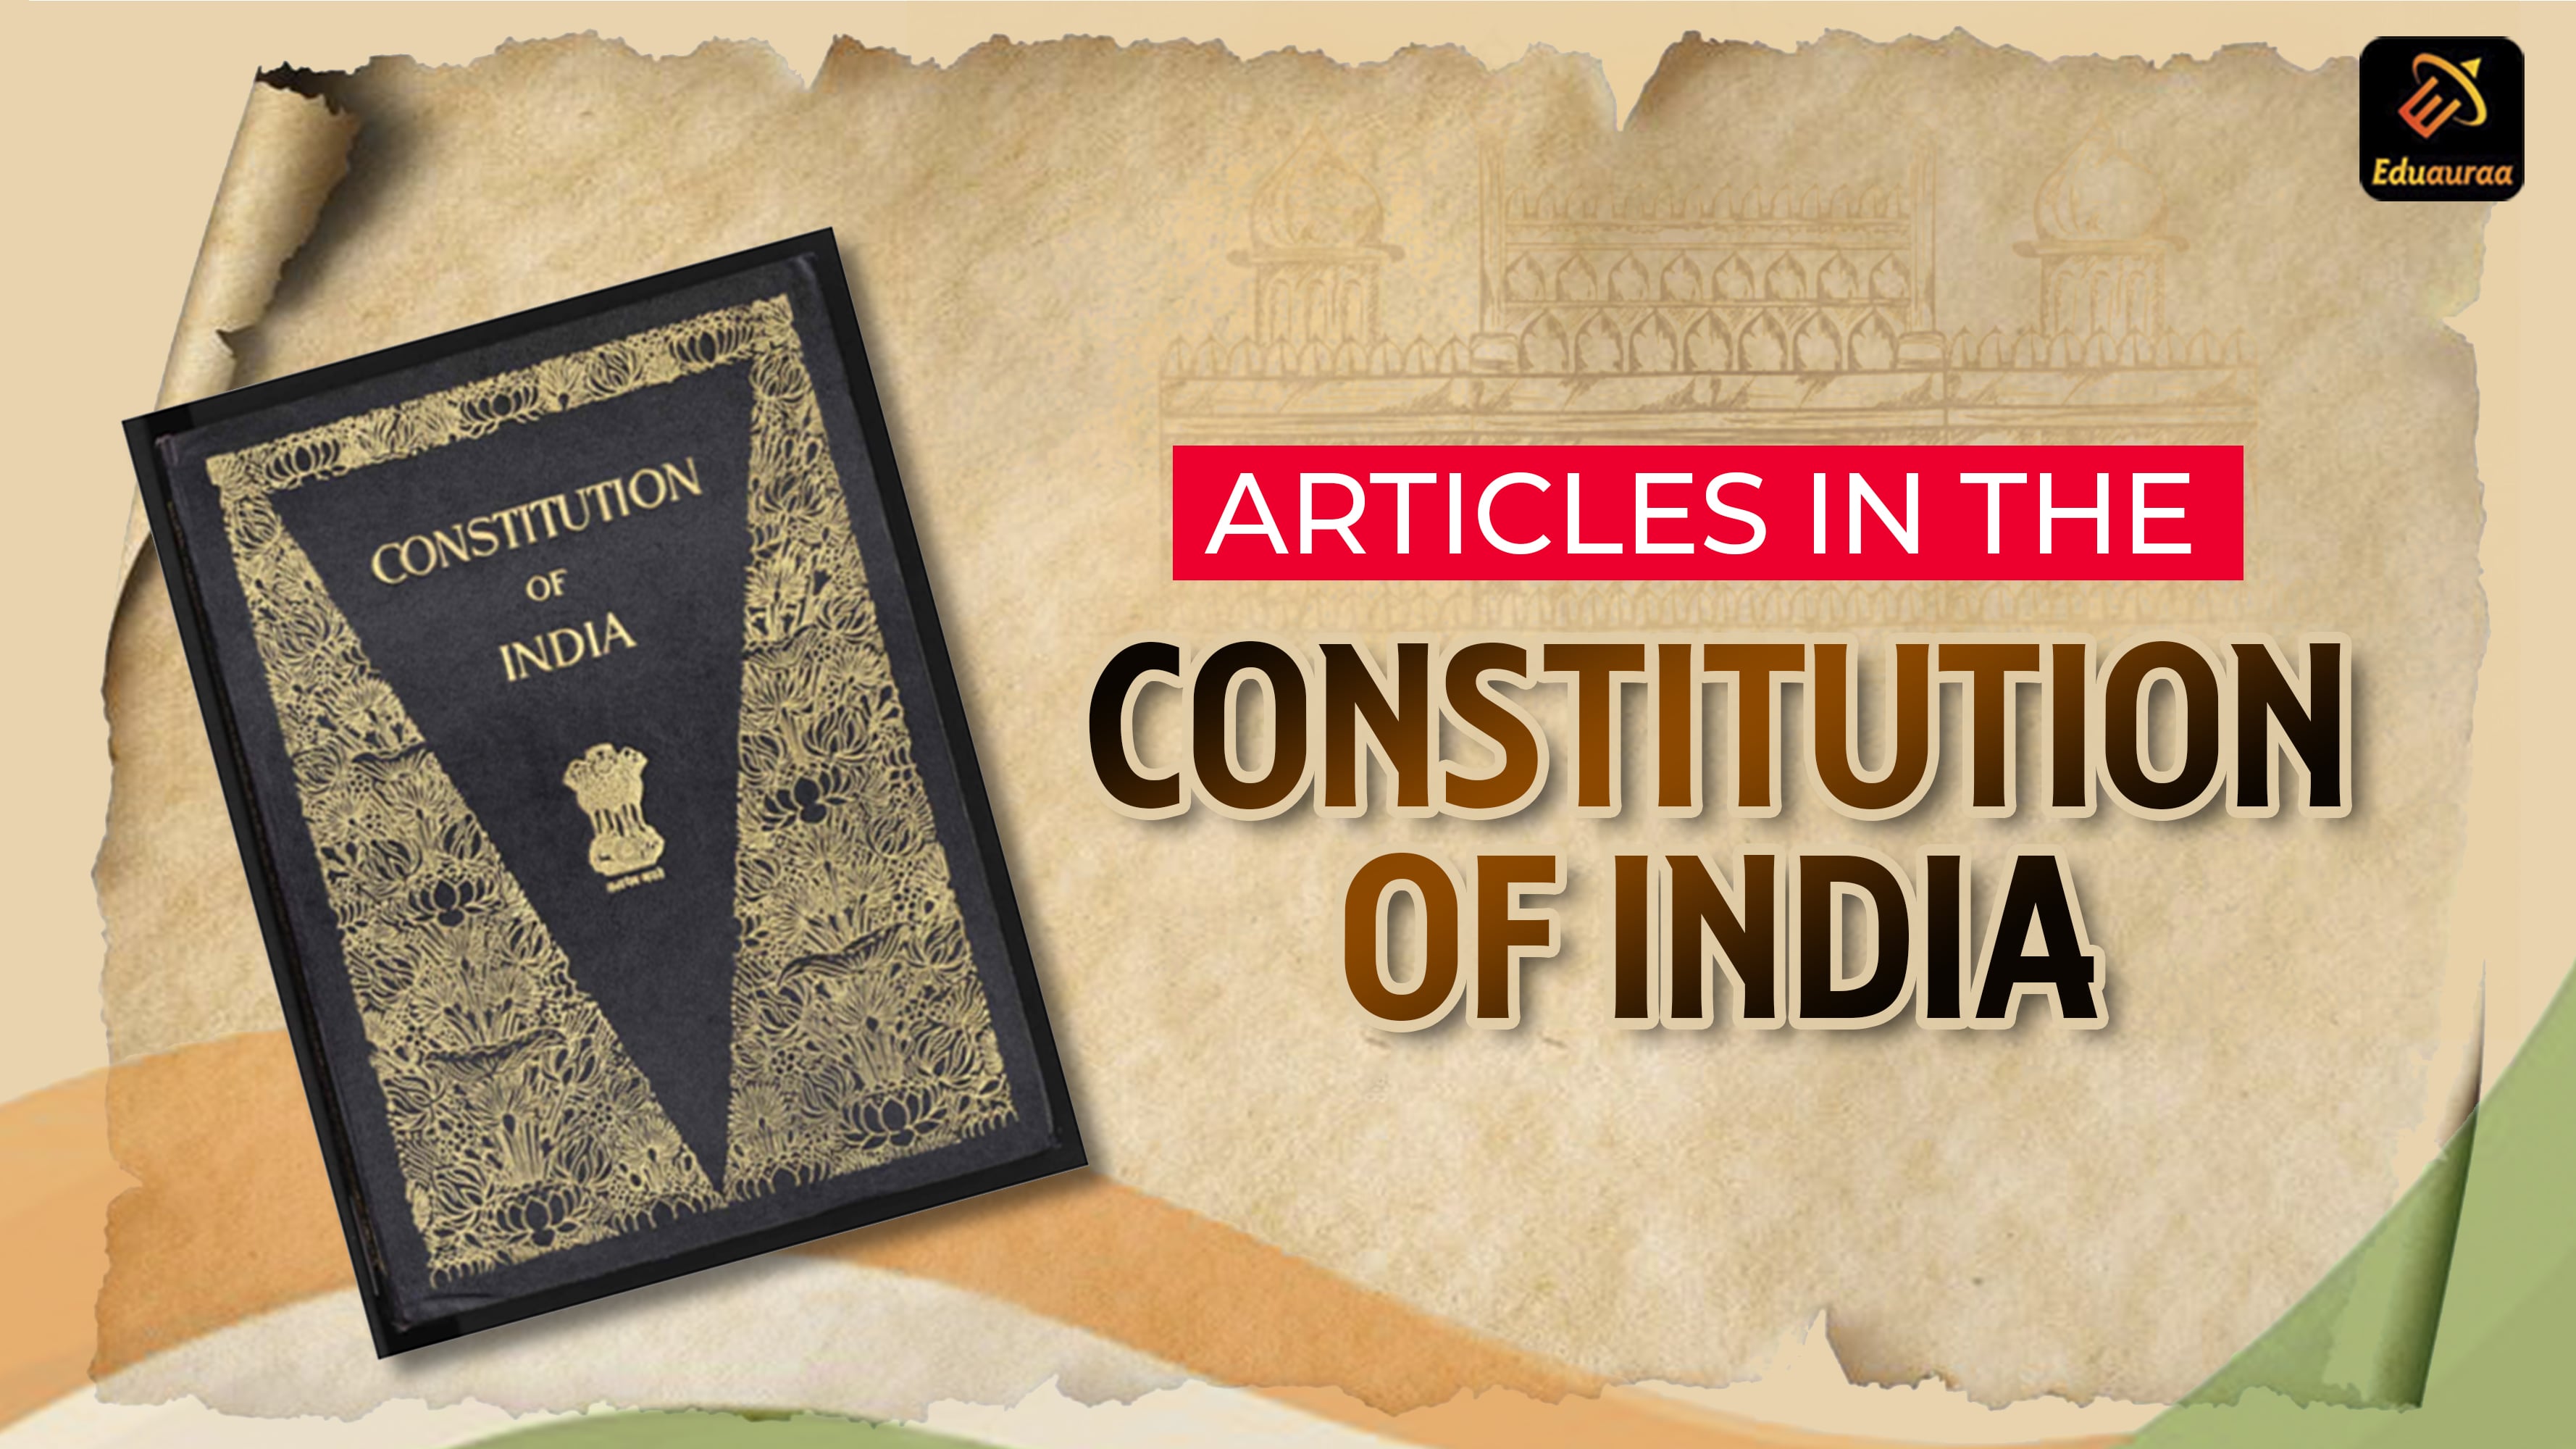 Eduauraa
CONSTITUTION
OF
INDIA
ARTICLES IN THE
CONSTITUTION
OF INDIA